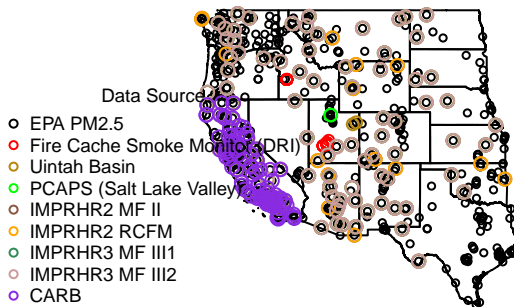 Data Source
EPA PM2.5
Fire Cache Smoke Monitor (DRI)
Uintah Basin
PCAPS (Salt Lake Valley)
IMPRHR2 MF II
IMPRHR2 RCFM
IMPRHR3 MF III1
IMPRHR3 MF III2
CARB